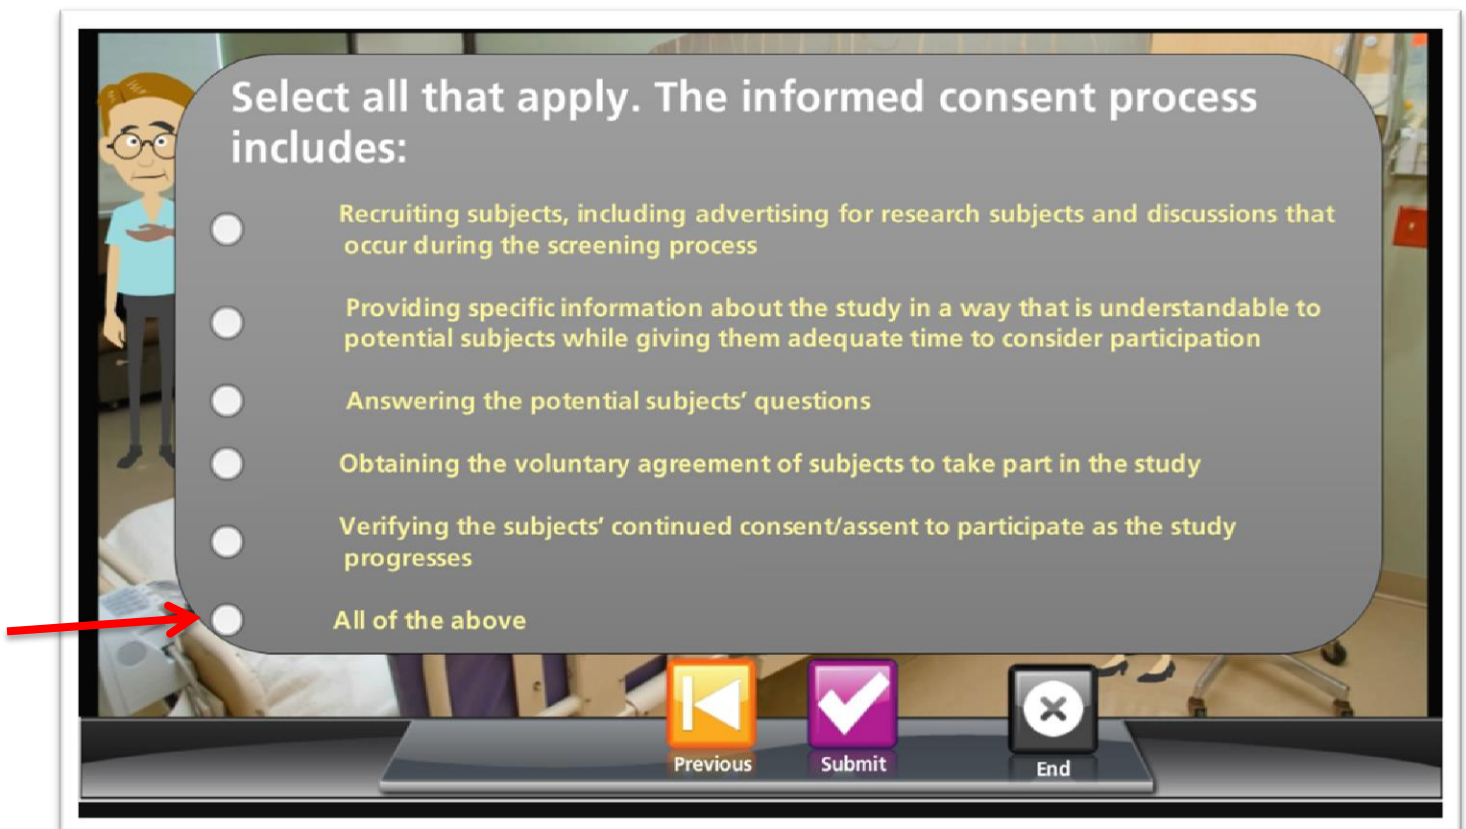 Select all that apply. The informed consent process
includes:
Recruiting subjects, including advertising for research subjects and discussions that
occur during the screening process
Providing specific information about the study in a way that is understandable to
potential subjects while giving them adequate time to consider participation
Answering the potential subjects’ questions
Obtaining the voluntary agreement of subjects to take part in the study
Verifying the subjects’ continued consent/assent to participate as the study
progresses
All of the above
Previous
Submit
End